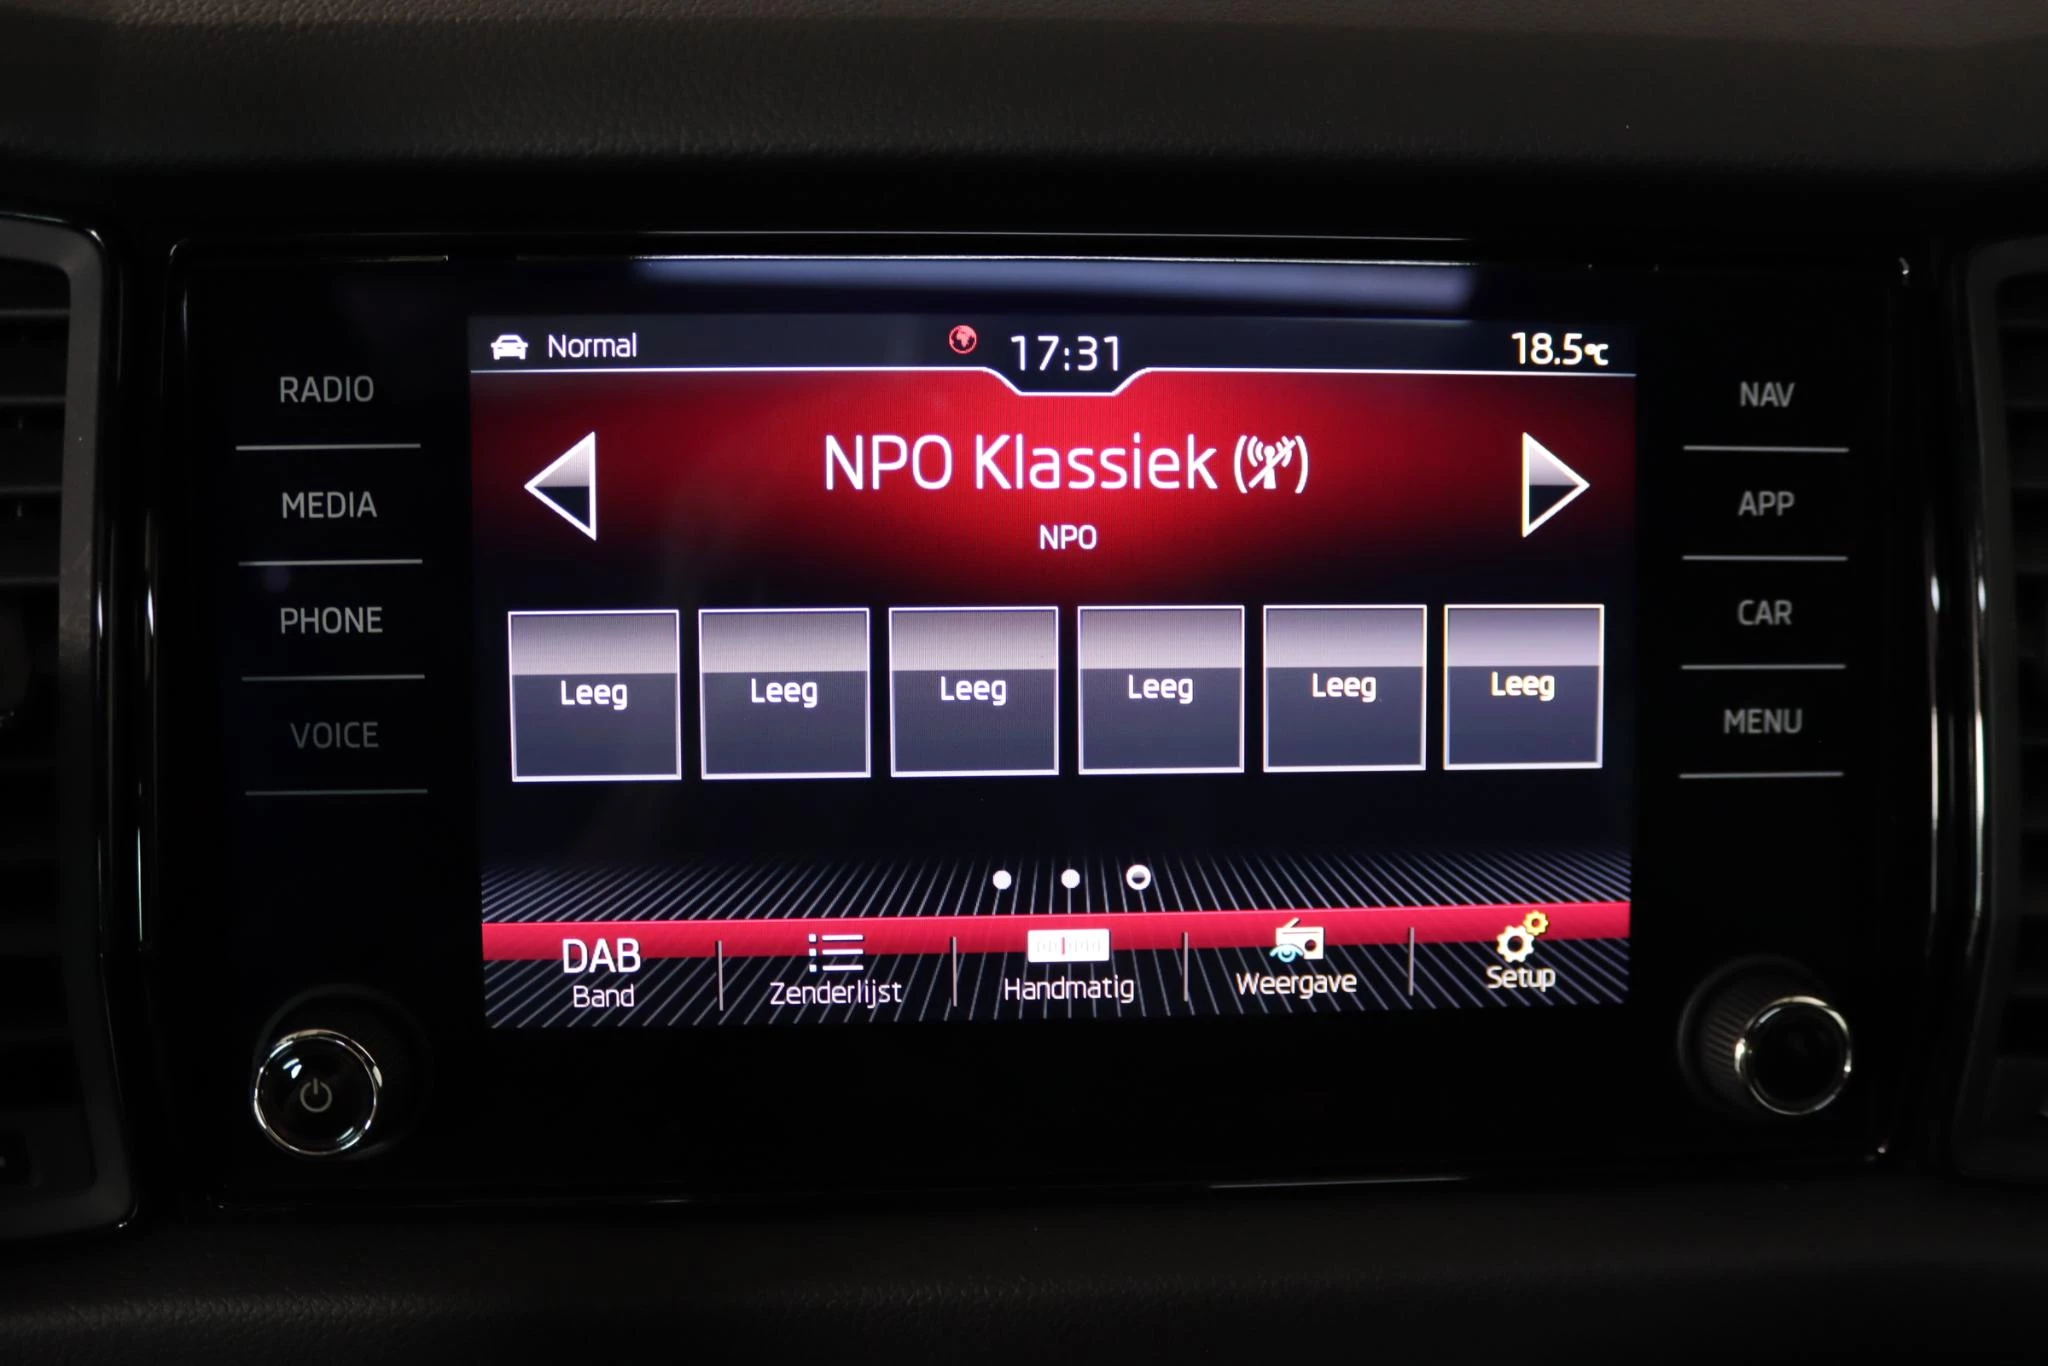 Normal
17:31
18.5°C
RADIO
MEDIA
PHONE
VOICE
NPO Klassiek
NPO
Leeg
Leeg
Leeg
Leeg
Leeg
Leeg
DAB
Band
Zenderlijst
Handmatig
Weergave
Setup
NAV
APP
CAR
MENU